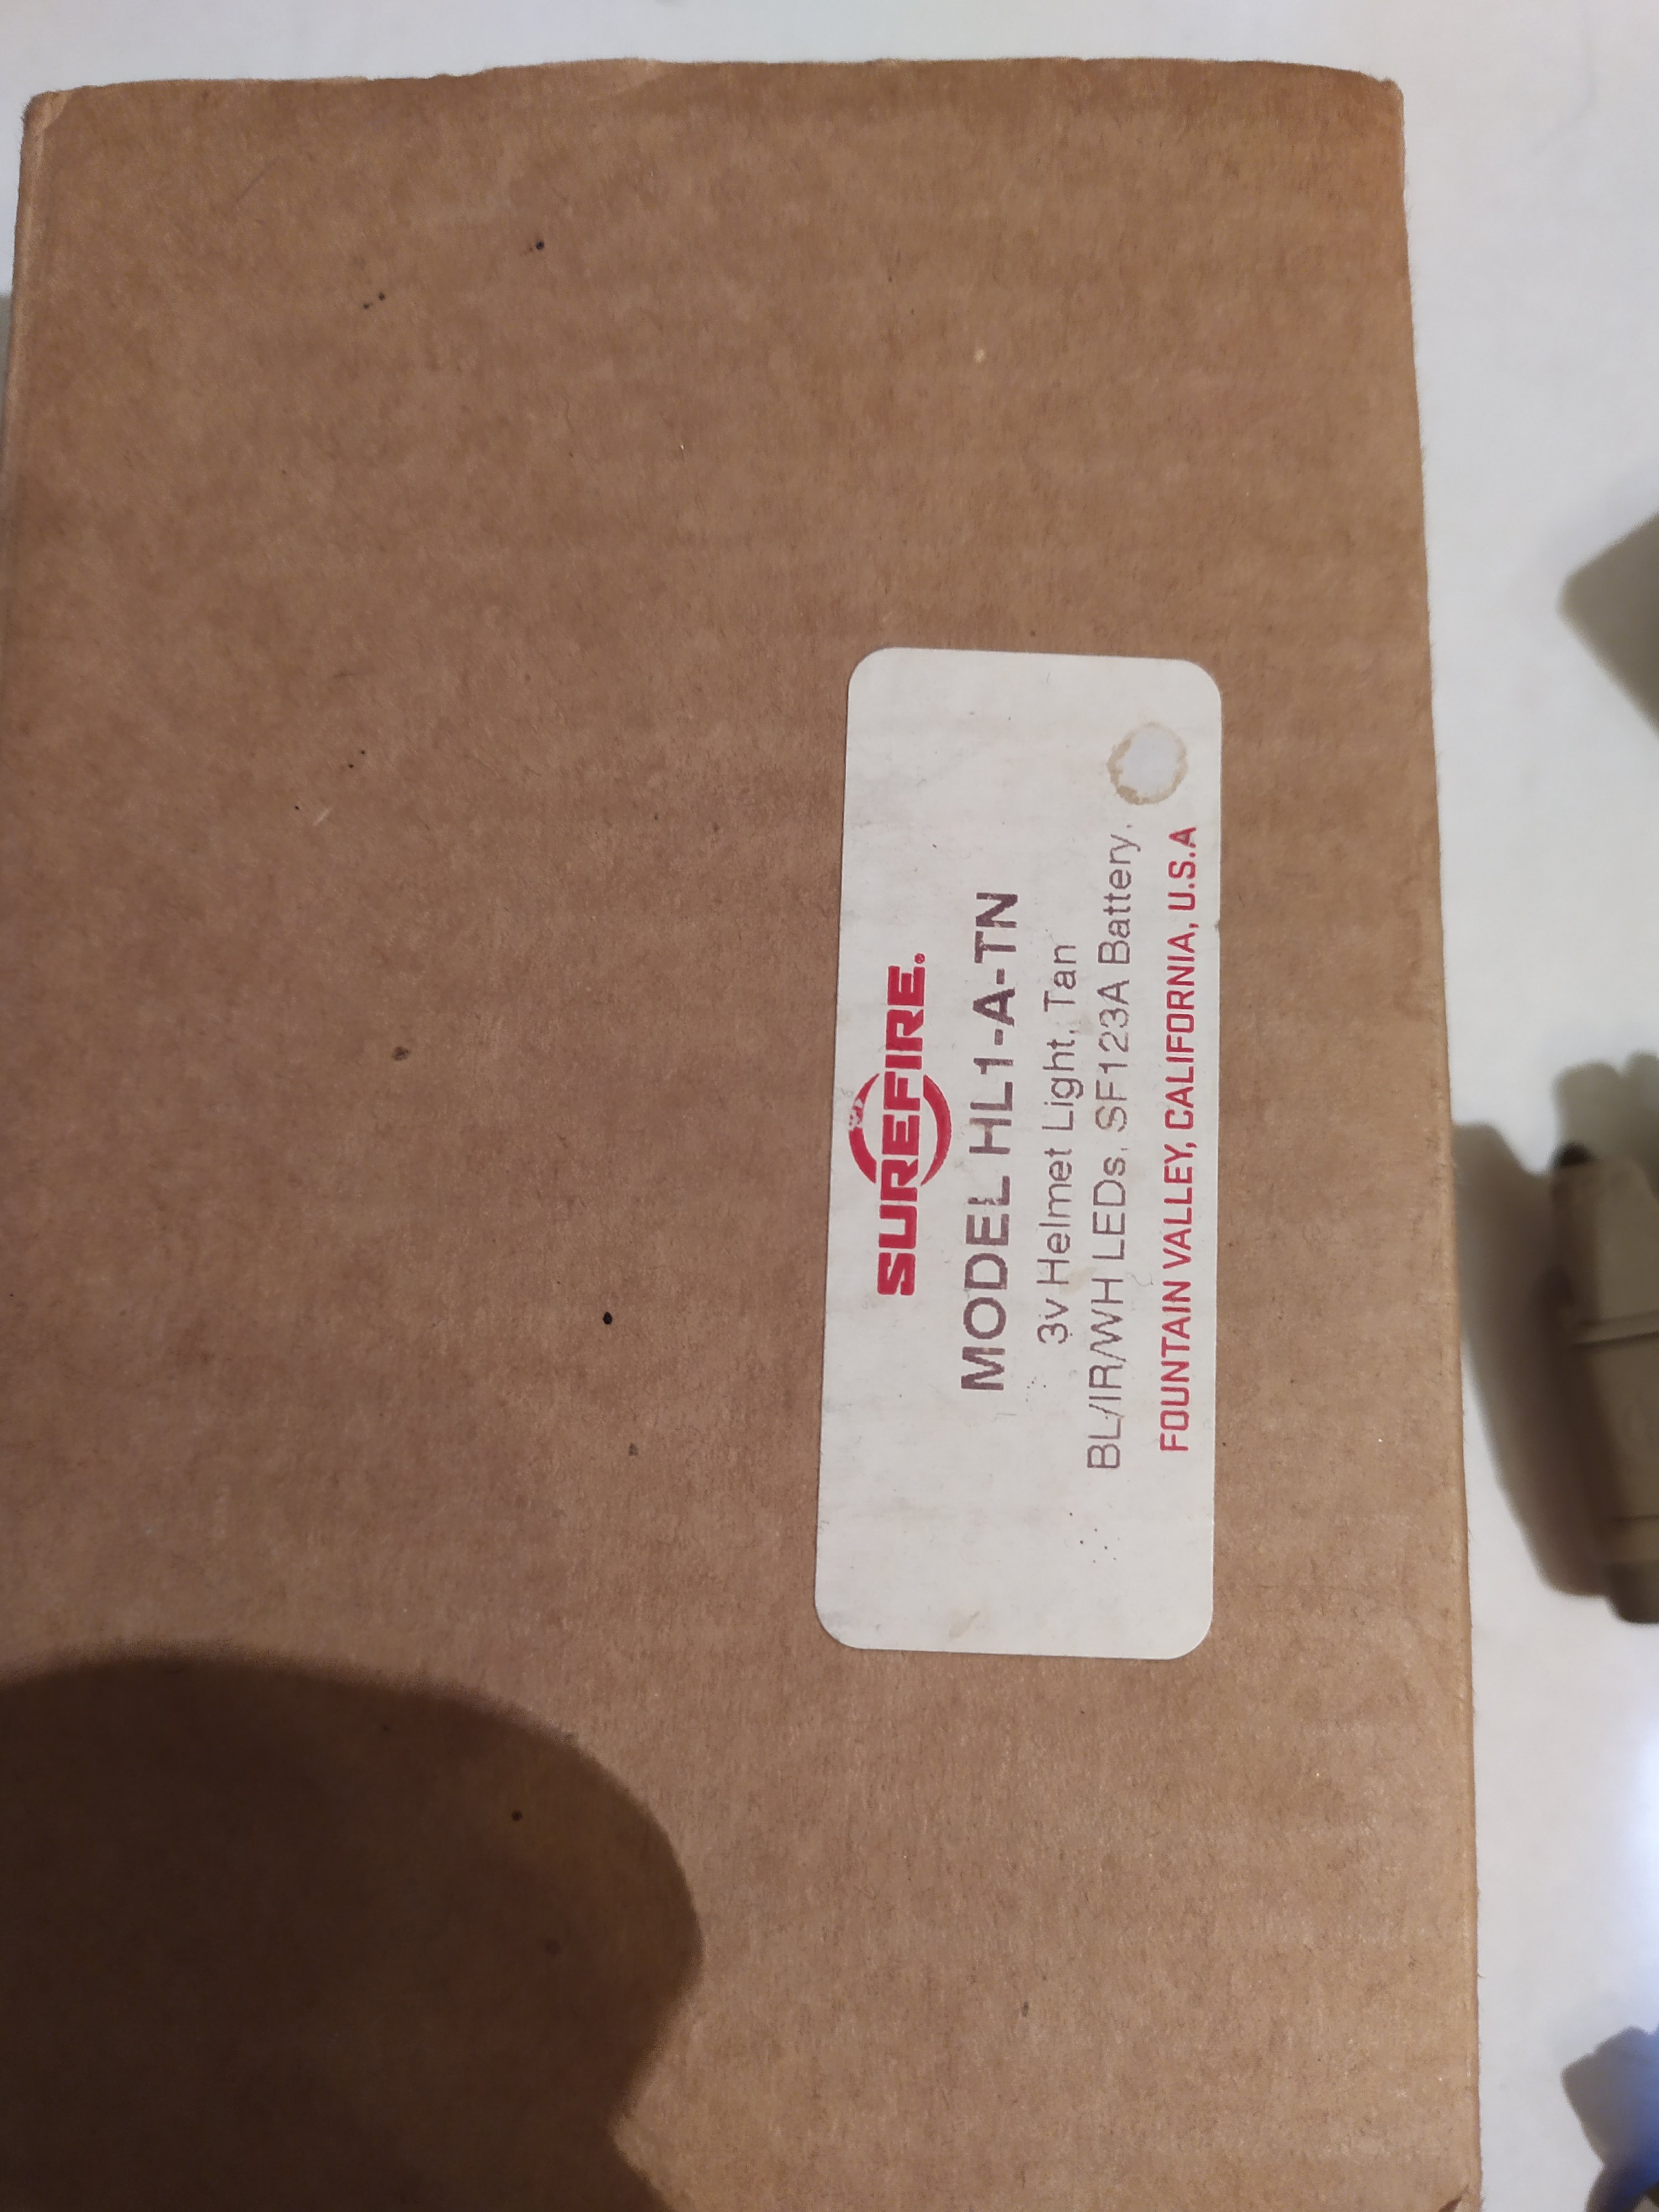 SUREFIRE®
MODEL HL1-A-TN
3v Helmet Light, Tan
BL/IR/WH LEDs, SF123A Battery,
FOUNTAIN VALLEY, CALIFORNIA, U.S.A